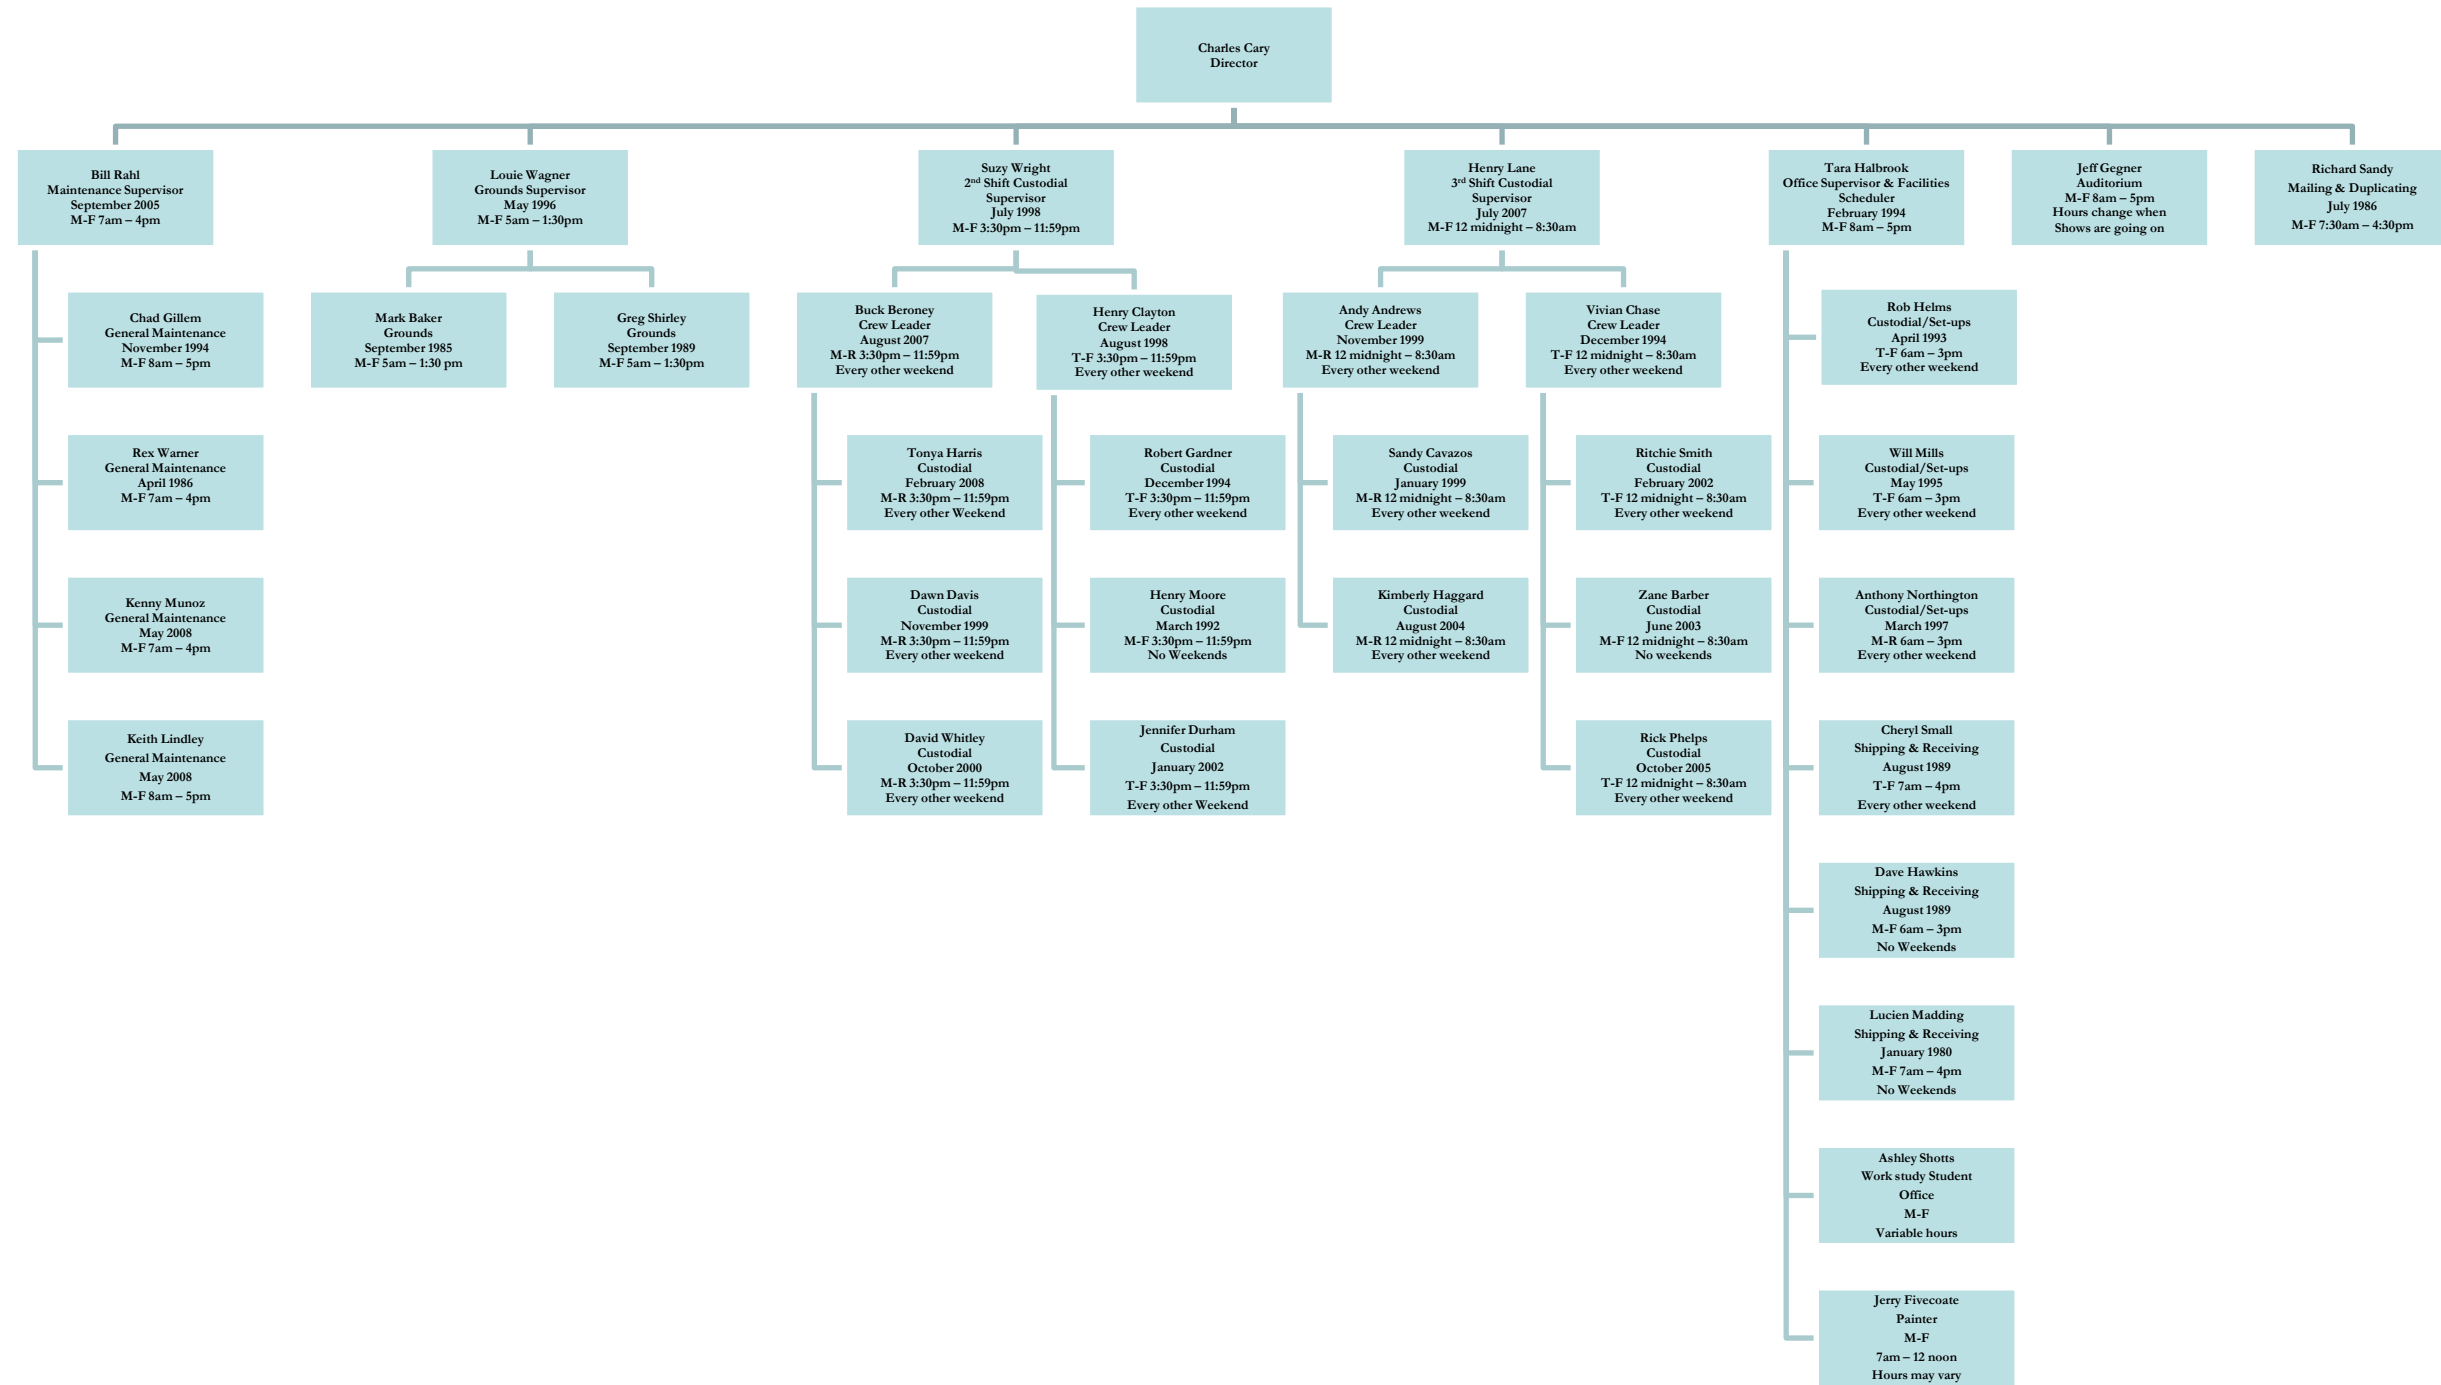 Charles Cary
Director
Bill Rahl
Maintenance Supervisor
September 2005
M-F 7am – 4pm
Louie Wagner
Grounds Supervisor
May 1996
M-F 5am – 1:30pm
Suzy Wright
2nd Shift Custodial
Supervisor
July 1998
M-F 3:30pm – 11:59pm
Henry Lane
3rd Shift Custodial
Supervisor
July 2007
M-F 12 midnight – 8:30am
Tara Halbrook
Office Supervisor & Facilities
Scheduler
February 1994
M-F 8am – 5pm
Jeff Gegner
Auditorium
M-F 8am – 5pm
Hours change when
Shows are going on
Richard Sandy
Mailing & Duplicating
July 1986
M-F 7:30am – 4:30pm
Chad Gillem
General Maintenance
November 1994
M-F 8am – 5pm
Rex Warner
General Maintenance
April 1986
M-F 7am – 4pm
Kenny Munoz
General Maintenance
May 2008
M-F 7am – 4pm
Keith Lindley
General Maintenance
May 2008
M-F 8am – 5pm
Mark Baker
Grounds
September 1985
M-F 5am – 1:30 pm
Greg Shirley
Grounds
September 1989
M-F 5am – 1:30pm
Buck Beroney
Crew Leader
August 2007
M-R 3:30pm – 11:59pm
Every other weekend
Tonya Harris
Custodial
February 2008
M-R 3:30pm – 11:59pm
Every other Weekend
Dawn Davis
Custodial
November 1999
M-R 3:30pm – 11:59pm
Every other weekend
David Whitley
Custodial
October 2000
M-R 3:30pm – 11:59pm
Every other weekend
Henry Clayton
Crew Leader
August 1998
T-F 3:30pm – 11:59pm
Every other weekend
Robert Gardner
Custodial
December 1994
T-F 3:30pm – 11:59pm
Every other weekend
Henry Moore
Custodial
March 1992
M-F 3:30pm – 11:59pm
No Weekends
Jennifer Durham
Custodial
January 2002
T-F 3:30pm – 11:59pm
Every other Weekend
Andy Andrews
Crew Leader
November 1999
M-R 12 midnight – 8:30am
Every other weekend
Sandy Cavazos
Custodial
January 1999
M-R 12 midnight – 8:30am
Every other weekend
Kimberly Haggard
Custodial
August 2004
M-R 12 midnight – 8:30am
Every other weekend
Vivian Chase
Crew Leader
December 1994
T-F 12 midnight – 8:30am
Every other weekend
Ritchie Smith
Custodial
February 2002
T-F 12 midnight – 8:30am
Every other weekend
Zane Barber
Custodial
June 2003
M-F 12 midnight – 8:30am
No weekends
Rick Phelps
Custodial
October 2005
T-F 12 midnight – 8:30am
Every other weekend
Rob Helms
Custodial/Set-ups
April 1993
T-F 6am – 3pm
Every other weekend
Will Mills
Custodial/Set-ups
May 1995
T-F 6am – 3pm
Every other weekend
Anthony Northington
Custodial/Set-ups
March 1997
M-R 6am – 3pm
Every other weekend
Cheryl Small
Shipping & Receiving
August 1989
T-F 7am – 4pm
Every other weekend
Dave Hawkins
Shipping & Receiving
August 1989
M-F 6am – 3pm
No Weekends
Lucien Madding
Shipping & Receiving
January 1980
M-F 7am – 4pm
No Weekends
Ashley Shotts
Work study Student
Office
M-F
Variable hours
Jerry Fivecoate
Painter
M-F
7am – 12 noon
Hours may vary